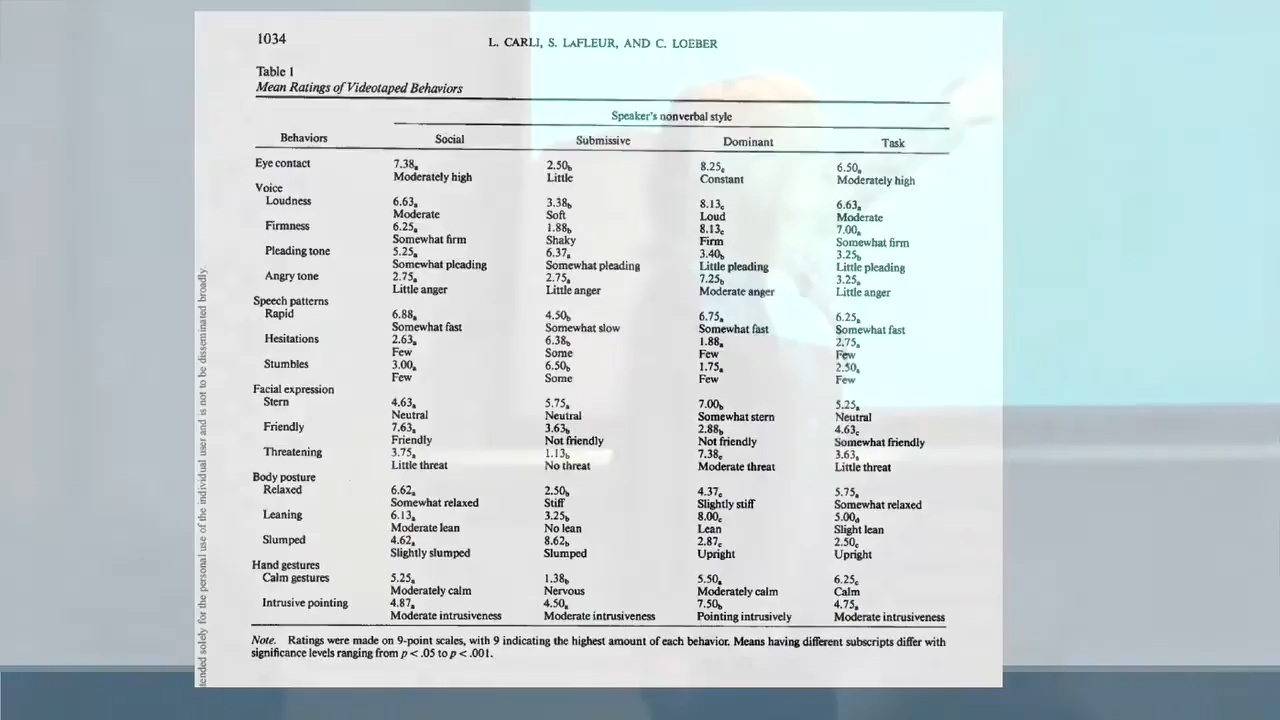 1034
L. CARLI, S. LAFLEUR, AND C. LOEBER
Table 1
Mean Ratings of Videotaped Behaviors
Speaker's nonverbal style
Behaviors Social Submissive Dominant Task
Eye contact 7.38a 2.50b 8.25c 6.50a
Moderately high Little Constant Moderately high
Voice
Loudness 6.63a 3.38b 8.13c 6.63a
Moderate Soft Loud Moderate
Firmness 6.25a 1.88b 8.13c 7.00a
Somewhat firm Shaky Firm Somewhat firm
Pleading tone 5.25a 6.37a 3.40b 3.25b
Somewhat pleading Somewhat pleading Little pleading Little pleading
Angry tone 2.75a 2.75a 7.25b 3.25a
Little anger Little anger Moderate anger Little anger
Speech patterns
Rapid 6.88a 4.50b 6.75a 6.25a
Somewhat fast Somewhat slow Somewhat fast Somewhat fast
Hesitations 2.63a 6.38b 1.88a 2.75a
Few Some Few Few
Stumbles 3.00a 6.50b 1.75a 2.50a
Few Some Few Few
Facial expression
Stern 4.63a 5.75a 7.00b 5.25a
Neutral Neutral Somewhat stern Neutral
Friendly 7.63a 3.63b 2.88b 4.63c
Friendly Not friendly Not friendly Somewhat friendly
Threatening 3.75a 1.13b 7.38c 3.63a
Little threat No threat Moderate threat Little threat
Body posture
Relaxed 6.62a 2.50b 4.37c 5.75a
Somewhat relaxed Stiff Slightly stiff Somewhat relaxed
Leaning 6.13a 3.25b 8.00c 5.00d
Moderate lean No lean Lean Slight lean
Slumped 4.62a 8.62b 2.87c 2.50c
Slightly slumped Slumped Upright Upright
Hand gestures
Calm gestures 5.25a 1.38b 5.50a 6.25c
Moderately calm Nervous Moderately calm Calm
Intrusive pointing 4.87a 4.50a 7.50b 4.75a
Moderate intrusiveness Moderate intrusiveness Pointing intrusively Moderate intrusiveness
Note. Ratings were made on 9-point scales, with 9 indicating the highest amount of each behavior. Means having different subscripts differ with
significance levels ranging from p < .05 to p < .001.
tended solely for the personal use of the individual user and is not to be disseminated broadly.